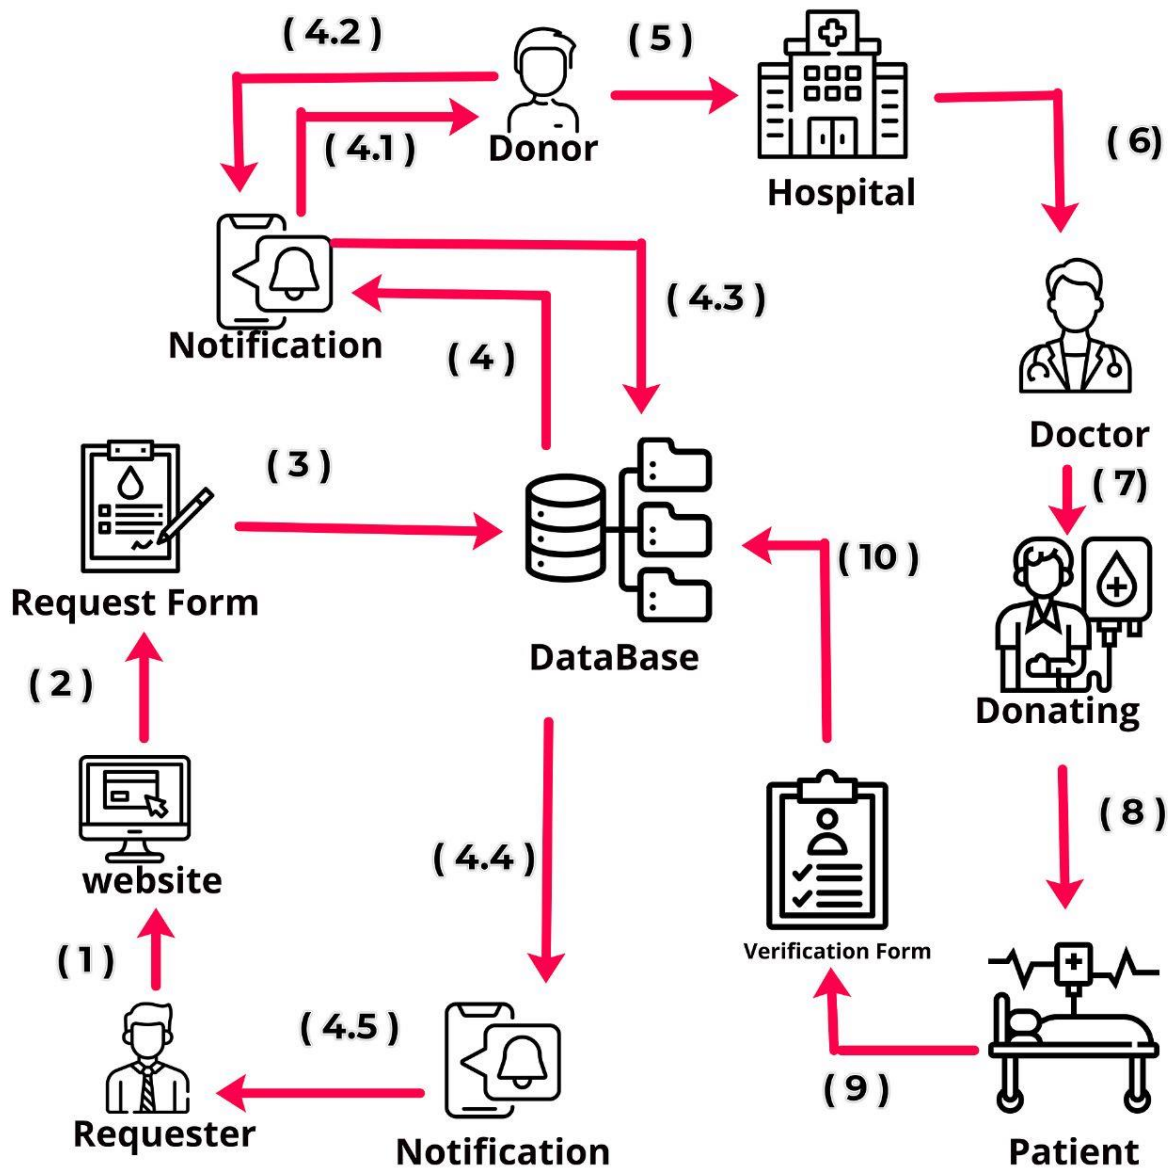 ( 4.2 )
( 5 )
( 4.1 )
Donor
( 6)
Hospital
( 4.3 )
Notification
( 4 )
Doctor
( 3 )
( 7)
( 10 )
Request Form
DataBase
( 2 )
Donating
( 8 )
( 4.4 )
website
Verification Form
( 1 )
( 4.5 )
( 9 )
Requester
Notification
Patient